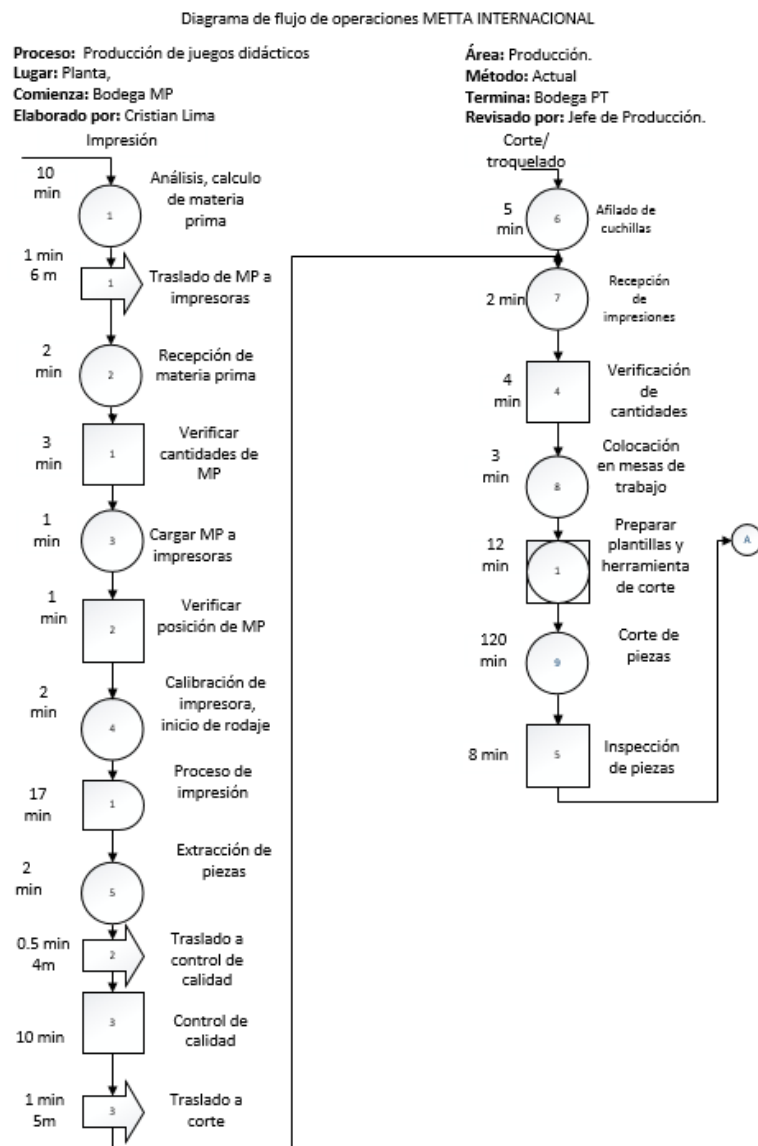 Diagrama de flujo de operaciones METTA INTERNACIONAL
Proceso: Producción de juegos didácticos
Lugar: Planta,
Comienza: Bodega MP
Elaborado por: Cristian Lima
Área: Producción.
Método: Actual
Termina: Bodega PT
Revisado por: Jefe de Producción.
Impresión
10
min
1
Análisis, calculo
de materia
prima
1 min
6 m
1
Traslado de MP a
impresoras
2
min
2
Recepción de
materia prima
3
min
1
Verificar
cantidades de
MP
1
min
3
Cargar MP a
impresoras
1
min
2
Verificar
posición de MP
2
min
4
Calibración de
impresora,
inicio de rodaje
17
min
1
Proceso de
impresión
2
min
5
Extracción de
piezas
0.5 min
4m
2
Traslado a
control de
calidad
10 min
3
Control de
calidad
1 min
5m
3
Traslado a
corte
Corte/
troquelado
5
min
6
Afilado de
cuchillas
2 min
7
Recepción
de
impresiones
4
min
4
Verificación
de
cantidades
3
min
8
Colocación
en mesas de
trabajo
12
min
1
Preparar
plantillas y
herramienta
de corte
120
min
9
Corte de
piezas
8 min
5
Inspección
de piezas
A